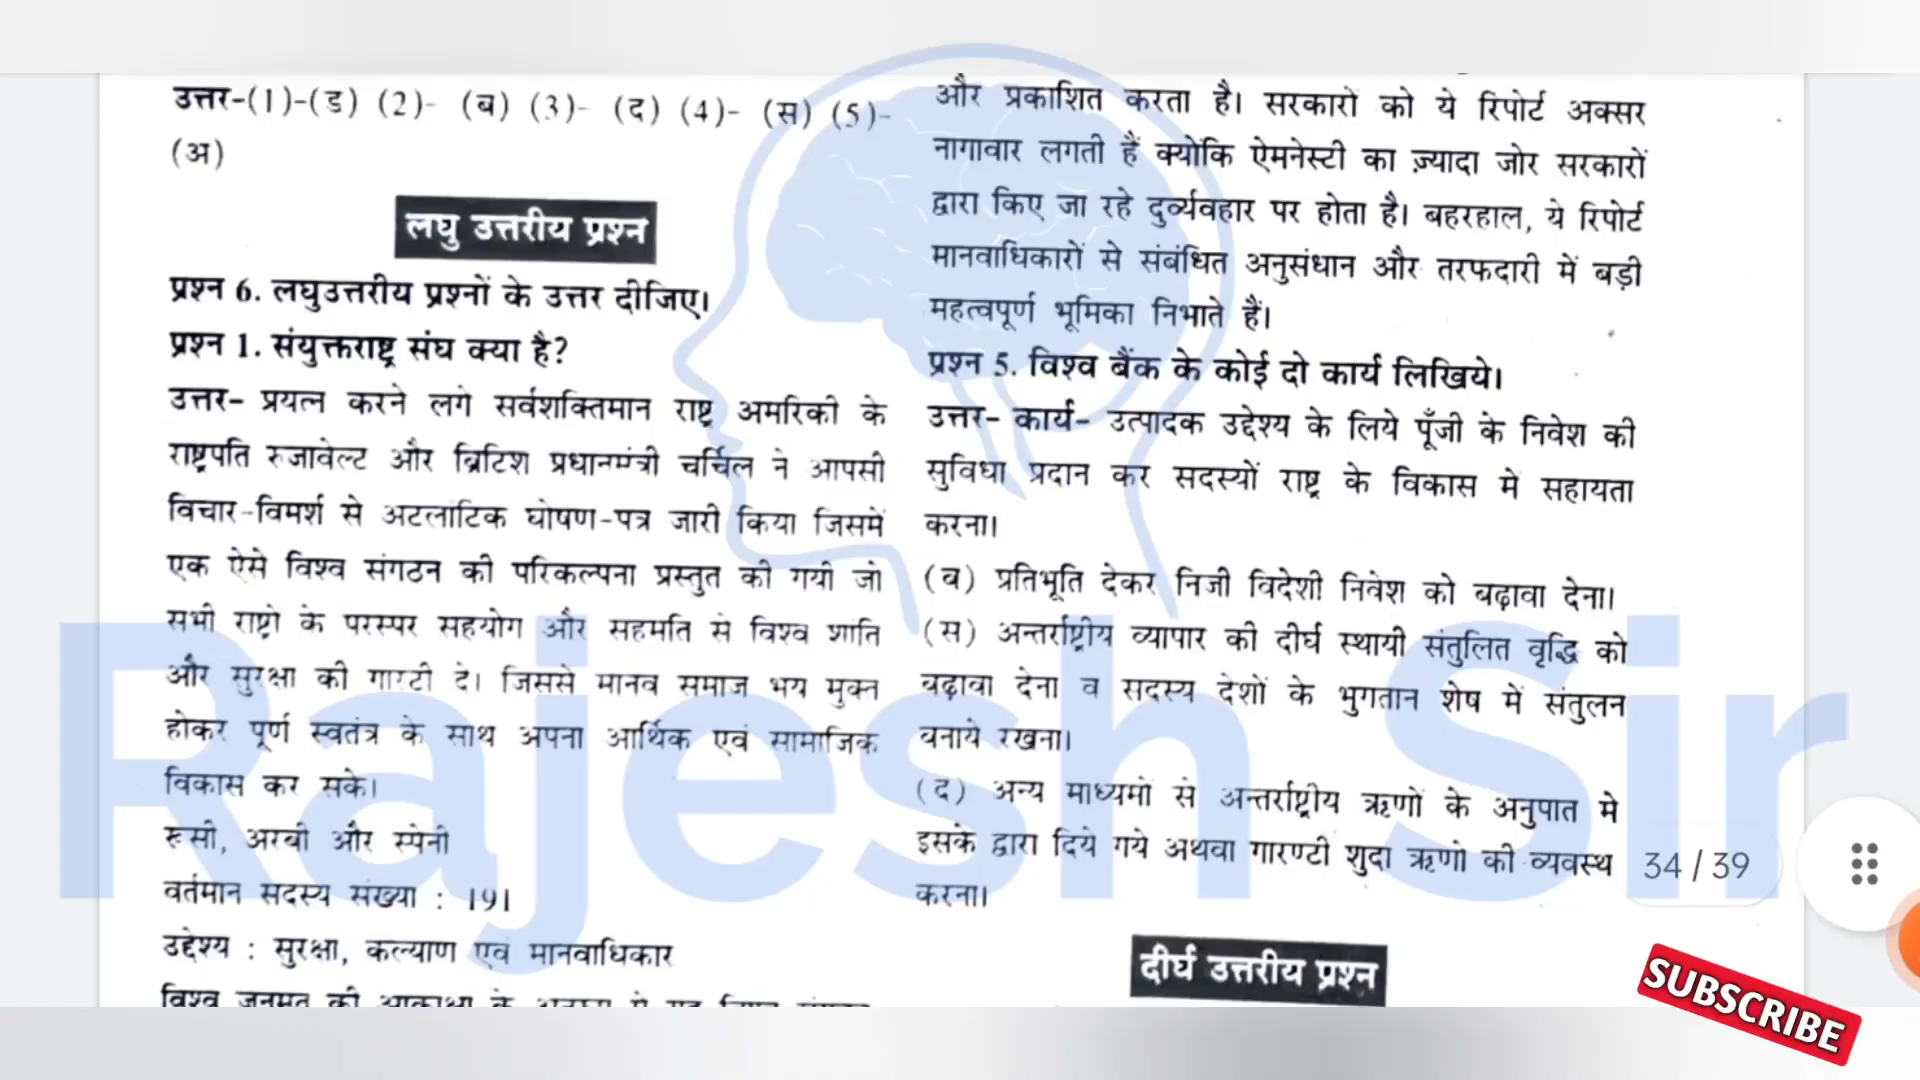 उत्तर-(1)-(ड) (2)- (ब) (3)- (द) (4)- (स) (5)-
(अ)
लघु उत्तरीय प्रश्न
प्रश्न 6. लघुउत्तरीय प्रश्नों के उत्तर दीजिए।
प्रश्न 1. संयुक्तराष्ट्र संघ क्या है?
उत्तर- प्रयत्न करने लगे सर्वशक्तिमान राष्ट्र अमरिकी के
राष्ट्रपति रुजावेल्ट और ब्रिटिश प्रधानमंत्री चर्चिल ने आपसी
विचार-विमर्श से अटलांटिक घोषण-पत्र जारी किया जिसमें
एक ऐसे विश्व संगठन की परिकल्पना प्रस्तुत की गयी जो
सभी राष्ट्रो के परस्पर सहयोग और सहमति से विश्व शांति
और सुरक्षा की गारटी दे। जिससे मानव समाज भय मुक्त
होकर पूर्ण स्वतंत्र के साथ अपना आर्थिक एवं सामाजिक
विकास कर सके।
रूसी, अरबी और स्पेनी
वर्तमान सदस्य संख्या : 191
उद्देश्य : सुरक्षा, कल्याण एवं मानवाधिकार
विश्व जनमत की
और प्रकाशित करता है। सरकारों को ये रिपोर्ट अक्सर
नागावार लगती हैं क्योंकि ऐमनेस्टी का ज़्यादा जोर सरकारों
द्वारा किए जा रहे दुर्व्यवहार पर होता है। बहरहाल, ये रिपोर्ट
मानवाधिकारों से संबंधित अनुसंधान और तरफदारी में बड़ी
महत्वपूर्ण भूमिका निभाते हैं।
प्रश्न 5. विश्व बैंक के कोई दो कार्य लिखिये।
उत्तर- कार्य- उत्पादक उद्देश्य के लिये पूँजी के निवेश की
सुविधा प्रदान कर सदस्यों राष्ट्र के विकास मे सहायता
करना।
(ब) प्रतिभूति देकर निजी विदेशी निवेश को बढ़ावा देना।
(स) अन्तर्राष्ट्रीय व्यापार की दीर्घ स्थायी संतुलित वृद्धि को
बढ़ावा देना व सदस्य देशों के भुगतान शेष में संतुलन
बनाये रखना।
(द) अन्य माध्यमों से अन्तर्राष्ट्रीय ऋणों के अनुपात मे
इसके द्वारा दिये गये अथवा गारण्टी शुदा ऋणो की व्यवस्थ
करना।
दीर्घ उत्तरीय प्रश्न
Rajesh Sir
34 / 39
SUBSCRIBE